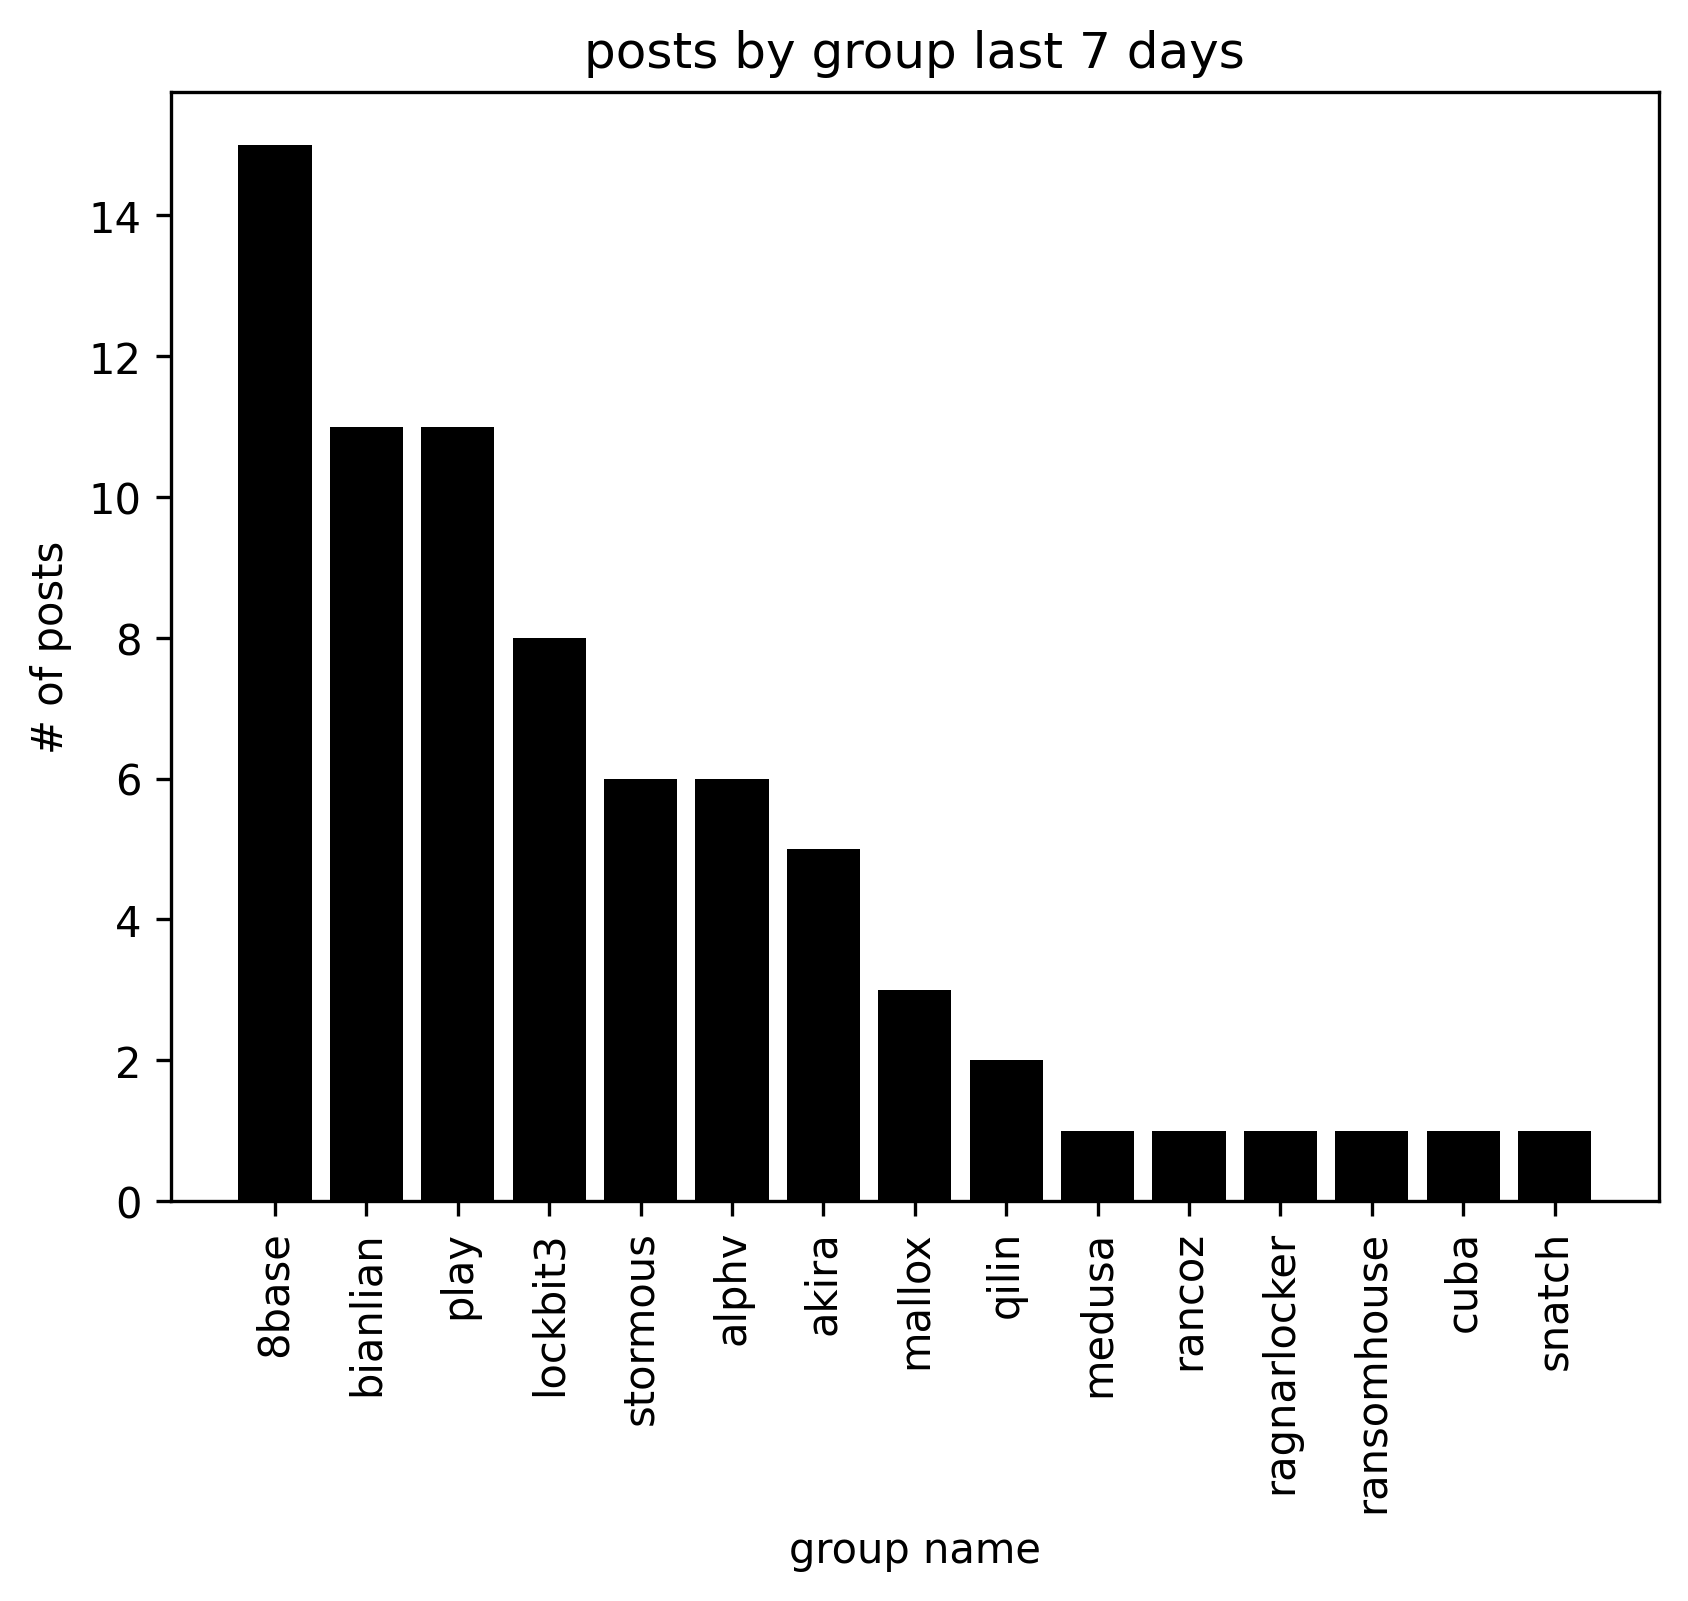 posts by group last 7 days
# of posts
14
12
10
8
6
4
2
0
8base
bianlian
play
lockbit3
stormous
alphv
akira
mallox
qilin
medusa
rancoz
ragnarlocker
ransomhouse
cuba
snatch
group name